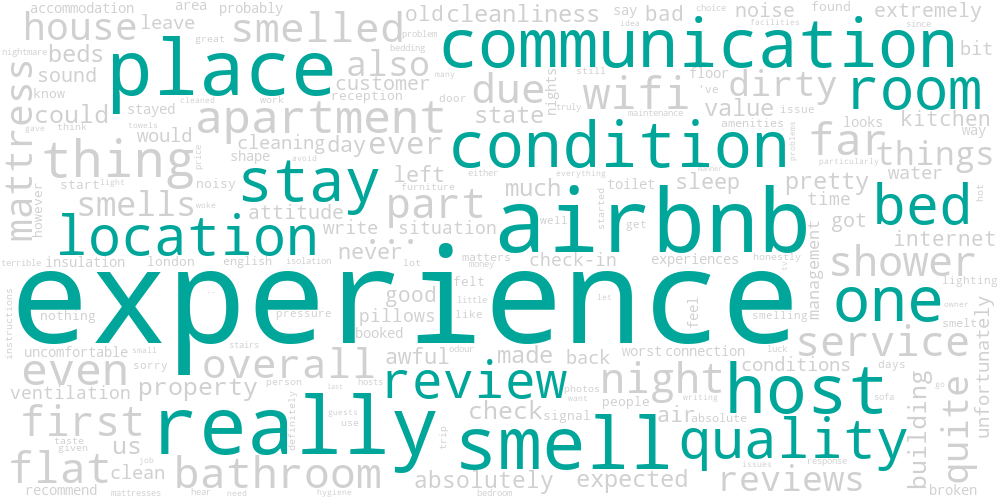 accommodation
area
probably
house
leave
great
smelled
old
cleanliness
problem
bedding
say
idea
bad
choice
facilities
noise
found
since
extremely
nightmare
beds
sound
know
place
also
customer
reception
communication
many
still
bit
mattress
could
stayed
cleaned
work
would
gave
think
towels
apartment
door
due
state
nights
wifi
truly
maintenance
floor
've
dirty
value
issue
amenities
room
looks
kitchen
way
however
thing
cleaning
day
ever
shape
price
avoid
condition
problems
far
particularly
things
start
light
noisy
stay
left
furniture
either
everything
much
toilet
sleep
pretty
time
water
hot
smells
woke
attitude
part
write
situation
...
airbnb
well
started
get
bed
got
location
never
internet
terrible
insulation
london
english
isolation
lot
matters
money
check-in
experiences
honestly
tv
management
shower
lighting
instructions
experience
felt
little
like
good
pillows
booked
pressure
nothing
let
feel
smelling
one
owner
smelt
unfortunately
stairs
uncomfortable
small
sorry
overall
odour
awful
made
back
worst
connection
luck
conditions
service
days
even
ventilation
property
person
last
hosts
review
want
photos
night
people
writing
host
building
go
sofa
quite
first
really
definitely
guests
use
trip
check
signal
air
absolute
smell
quality
taste
given
us
flat
job
clean
bathroom
issues
response
recommend
mattresses
hear
need
hygiene
absolutely
bedroom
expected
reviews
broken